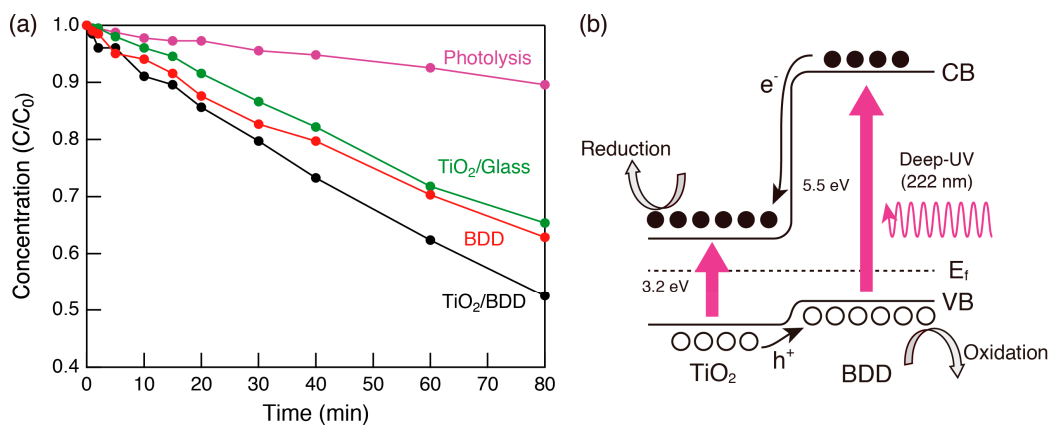 (a)
1.0
0.9
0.8
0.7
0.6
0.5
0.4
Concentration (C/C₀)
0 10 20 30 40 50 60 70 80
Time (min)
Photolysis
TiO₂/Glass
BDD
TiO₂/BDD
(b)
CB
e⁻
Reduction
Deep-UV
(222 nm)
5.5 eV
E_f
3.2 eV
VB
h⁺
Oxidation
TiO₂
BDD